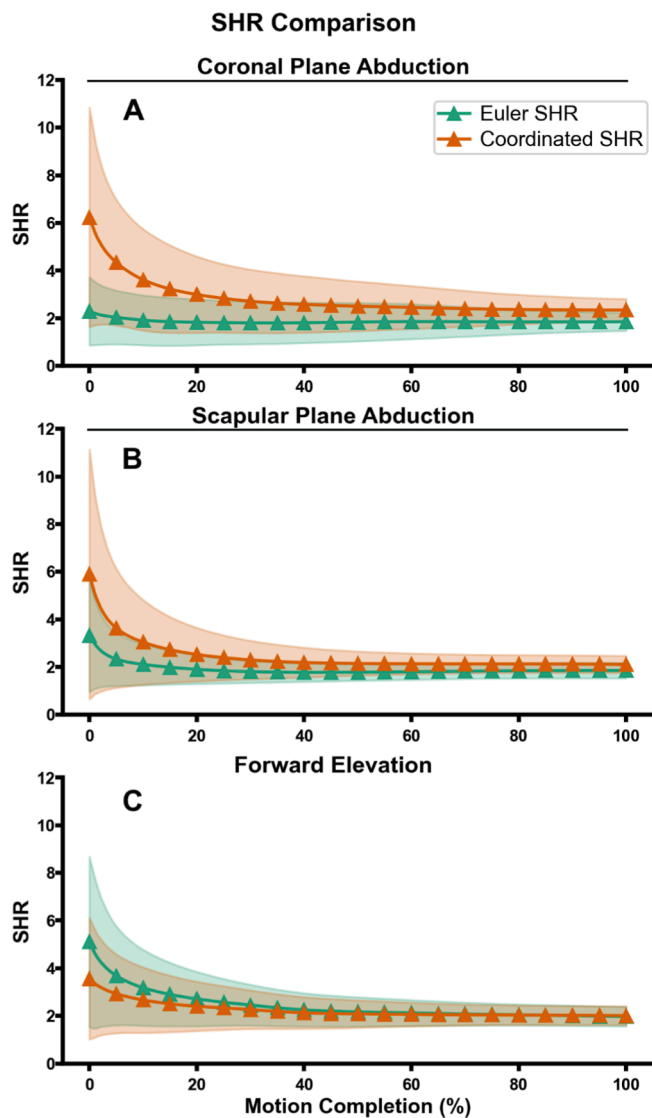 SHR Comparison
Coronal Plane Abduction
12
A
Euler SHR
Coordinated SHR
10
8
SHR
6
4
2
0
0 20 40 60 80 100
Scapular Plane Abduction
12
B
10
8
SHR
6
4
2
0
0 20 40 60 80 100
Forward Elevation
12
C
10
8
SHR
6
4
2
0
0 20 40 60 80 100
Motion Completion (%)